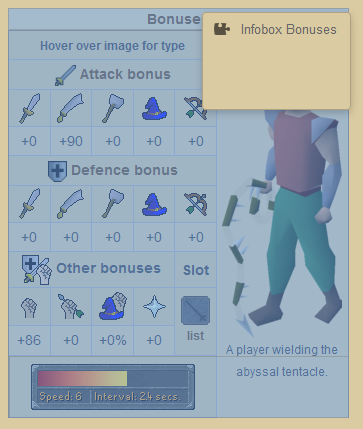 Bonuse
Infobox Bonuses
Hover over image for type
Attack bonus
+0 +90 +0 +0 +0
Defence bonus
+0 +0 +0 +0 +0
Other bonuses Slot
+86 +0 +0% +0 list
Speed: 6 Interval: 2.4 secs.
A player wielding the
abyssal tentacle.